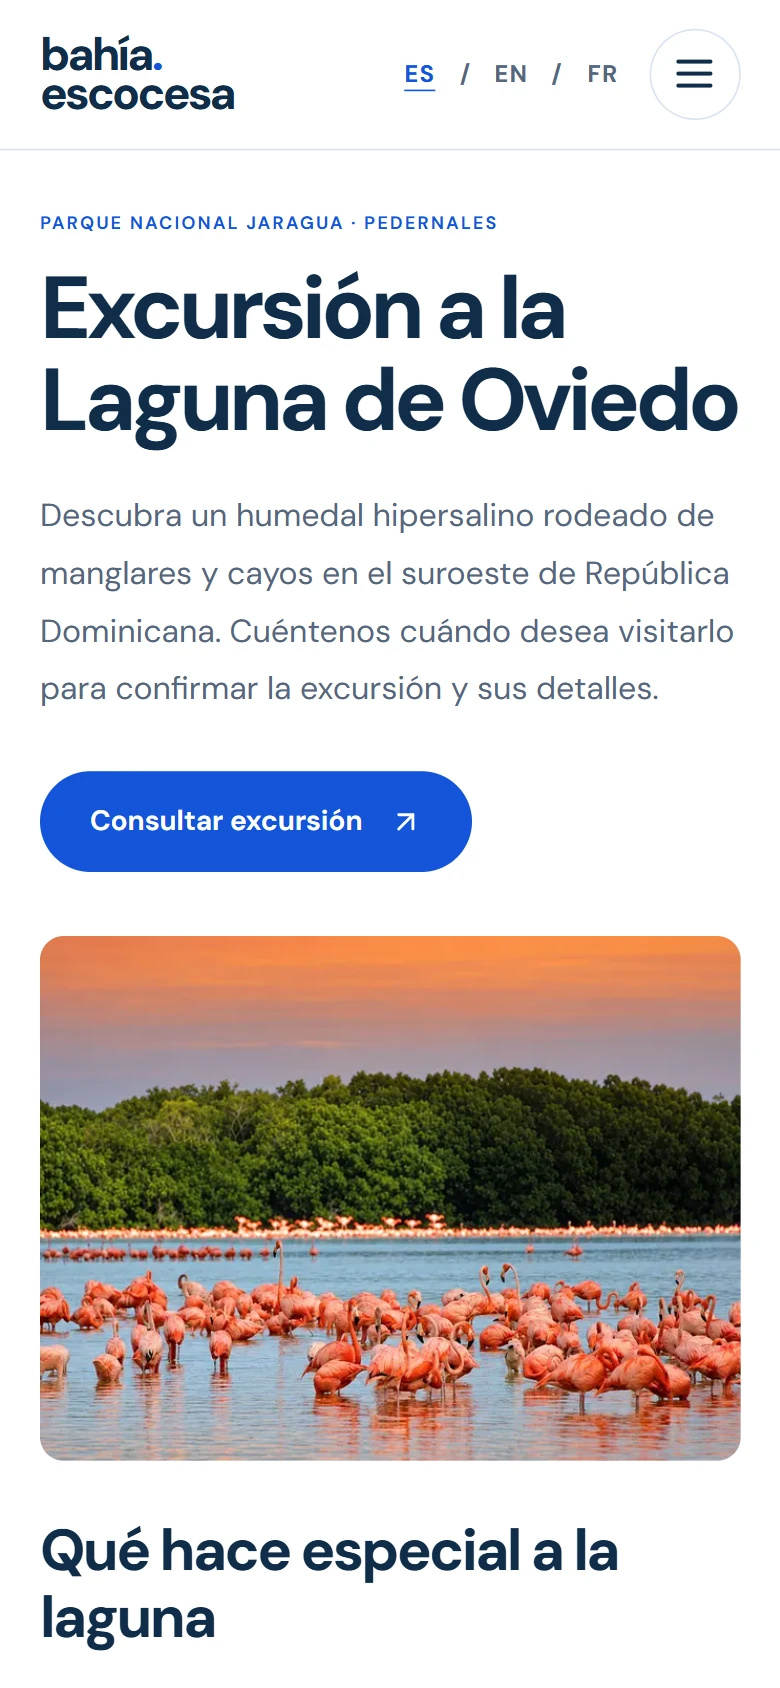 bahía.
escocesa
ES / EN / FR
PARQUE NACIONAL JARAGUA · PEDERNALES
Excursión a la
Laguna de Oviedo
Descubra un humedal hipersalino rodeado de
manglares y cayos en el suroeste de República
Dominicana. Cuéntenos cuándo desea visitarlo
para confirmar la excursión y sus detalles.
Consultar excursión
Qué hace especial a la
laguna